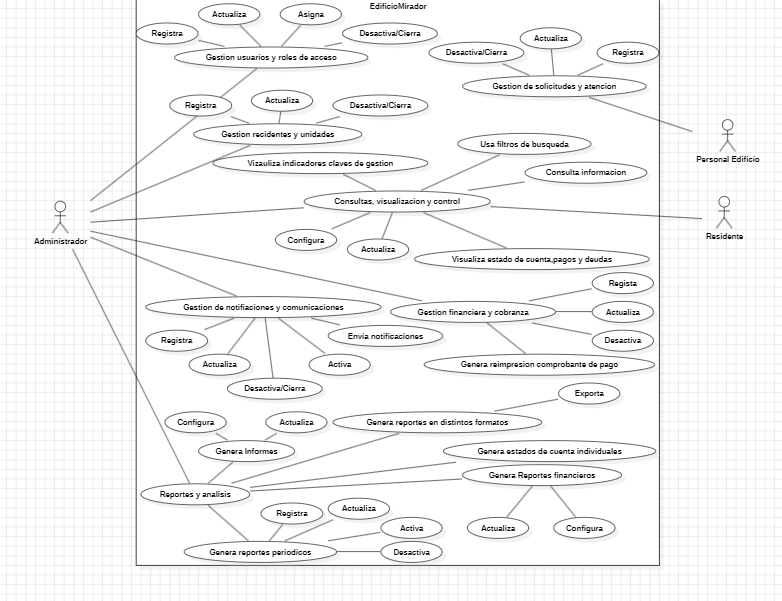 EdificioMirador
Actualiza
Asigna
Registra
Desactiva/Cierra
Gestion usuarios y roles de acceso
Desactiva/Cierra
Actualiza
Registra
Gestion de solicitudes y atencion
Registra
Actualiza
Desactiva/Cierra
Gestion recidentes y unidades
Personal Edificio
Usa filtros de busqueda
Vizauliza indicadores claves de gestion
Consulta informacion
Consultas, visualizacion y control
Administrador
Residente
Configura
Actualiza
Visualiza estado de cuenta,pagos y deudas
Regista
Gestion de notifiaciones y comunicaciones
Gestion financiera y cobranza
Actualiza
Registra
Envia notificaciones
Desactiva
Actualiza
Activa
Genera reimpresion comprobante de pago
Desactiva/Cierra
Exporta
Configura
Actualiza
Genera reportes en distintos formatos
Genera Informes
Genera estados de cuenta individuales
Genera Reportes financieros
Reportes y analisis
Registra
Actualiza
Activa
Actualiza
Configura
Genera reportes periodicos
Desactiva